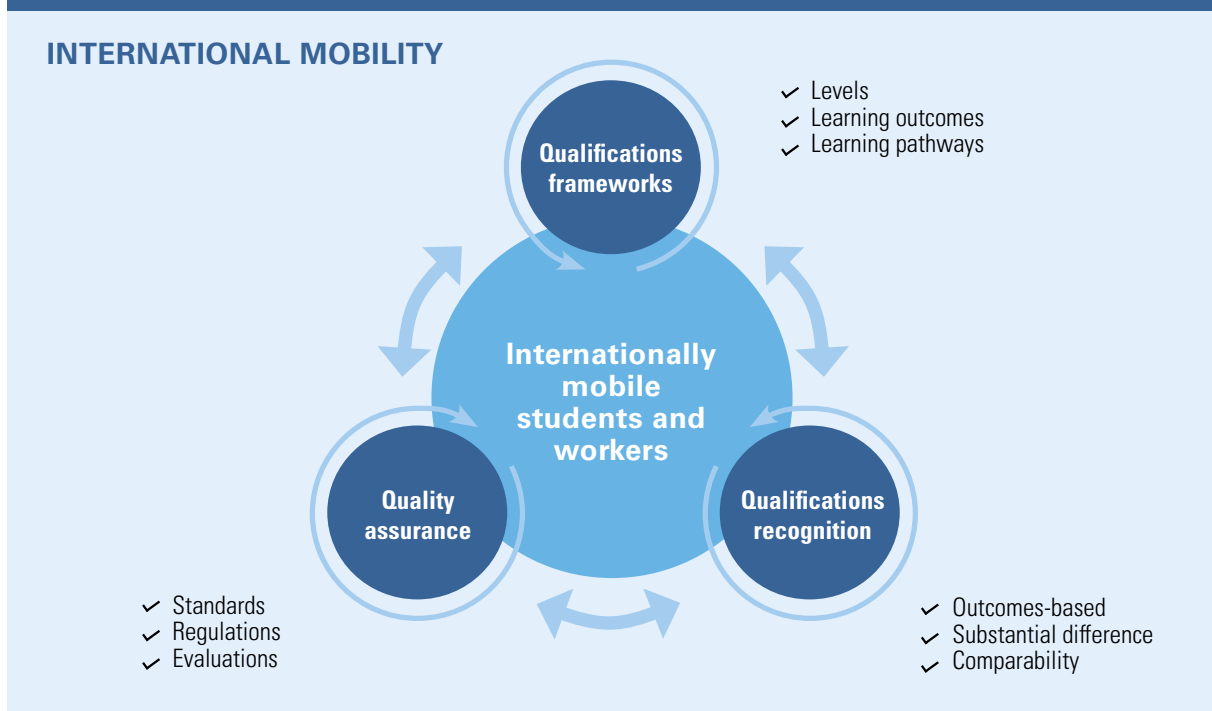 INTERNATIONAL MOBILITY
Qualifications
frameworks
Levels
Learning outcomes
Learning pathways
Internationally
mobile
students and
workers
Quality
assurance
Qualifications
recognition
Standards
Regulations
Evaluations
Outcomes-based
Substantial difference
Comparability